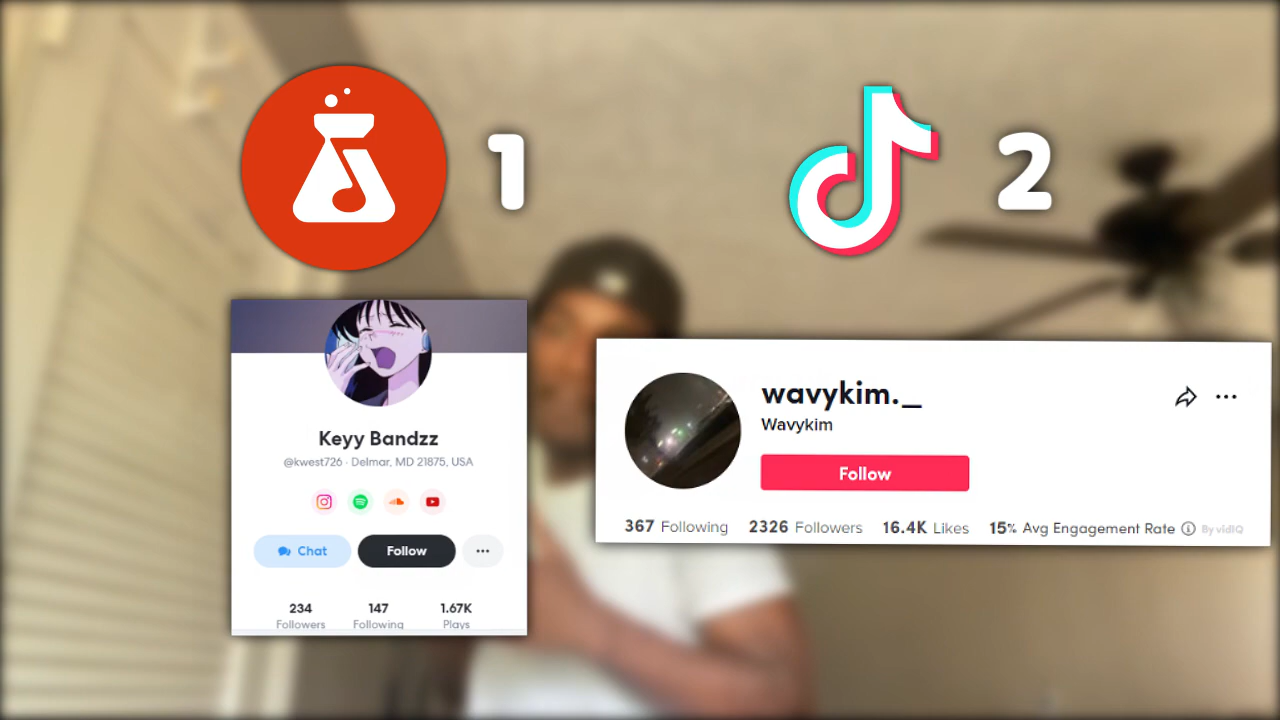 1
2
Keyy Bandzz
@kwest726 · Delmar, MD 21875, USA
Chat
Follow
234
147
1.67K
Followers
Following
Plays
wavykim._
Wavykim
Follow
367 Following 2326 Followers 16.4K Likes 15% Avg Engagement Rate By vidIQ